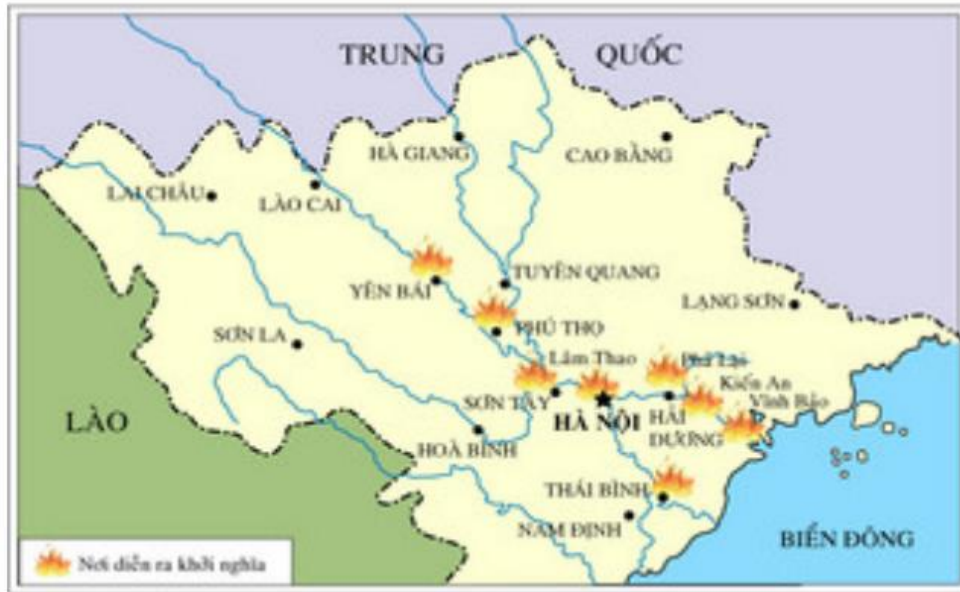 TRUNG QUỐC
HÀ GIANG
CAO BẰNG
LAI CHÂU
LÀO CAI
TUYÊN QUANG
YÊN BÁI
LẠNG SƠN
PHÚ THỌ
SƠN LA
Lâm Thao
Phả Lại
Kiến An
Vĩnh Bảo
SƠN TÂY
HÀ NỘI
HẢI
DƯƠNG
LÀO
HOÀ BÌNH
THÁI BÌNH
NAM ĐỊNH
BIỂN ĐÔNG
Nơi diễn ra khởi nghĩa